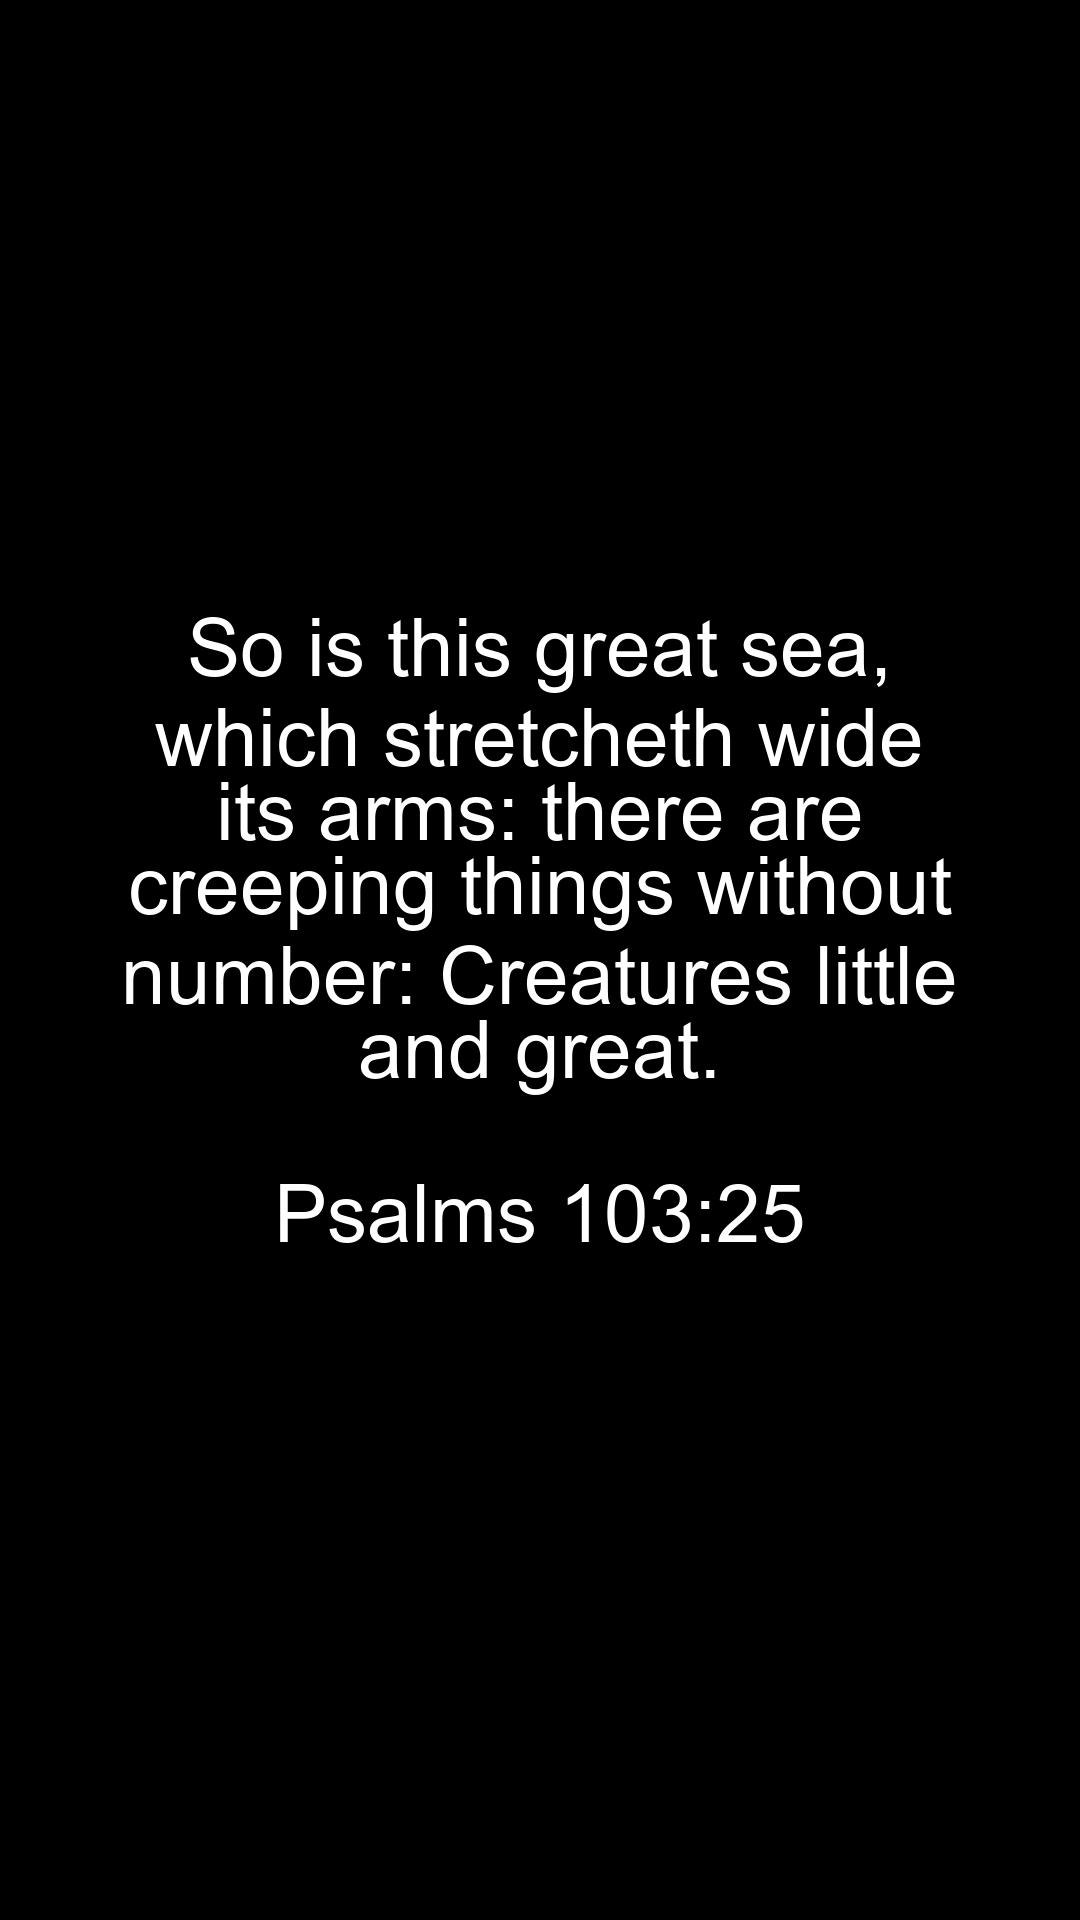 So is this great sea,
which stretcheth wide
its arms: there are
creeping things without
number: Creatures little
and great.
Psalms 103:25